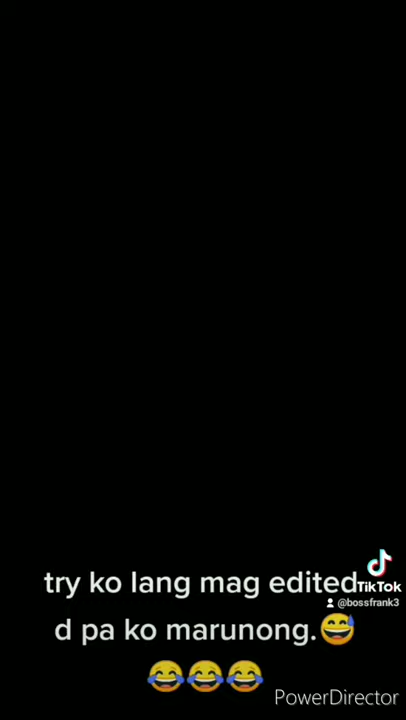 try ko lang mag edited
d pa ko marunong.😅
😂😂😂
TikTok
@bossfrank3
PowerDirector